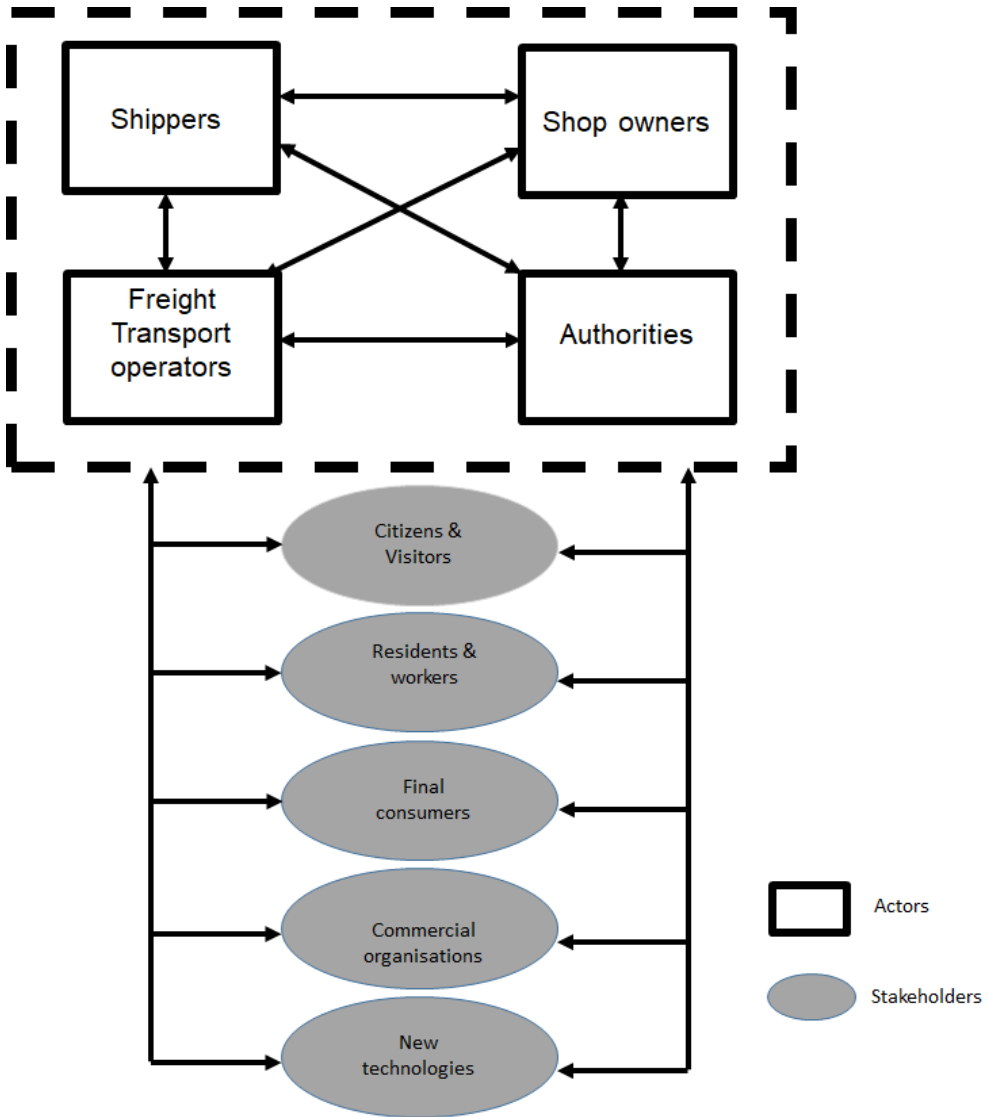 Shippers
Shop owners
Freight
Transport
operators
Authorities
Citizens &
Visitors
Residents &
workers
Final
consumers
Commercial
organisations
New
technologies
Actors
Stakeholders